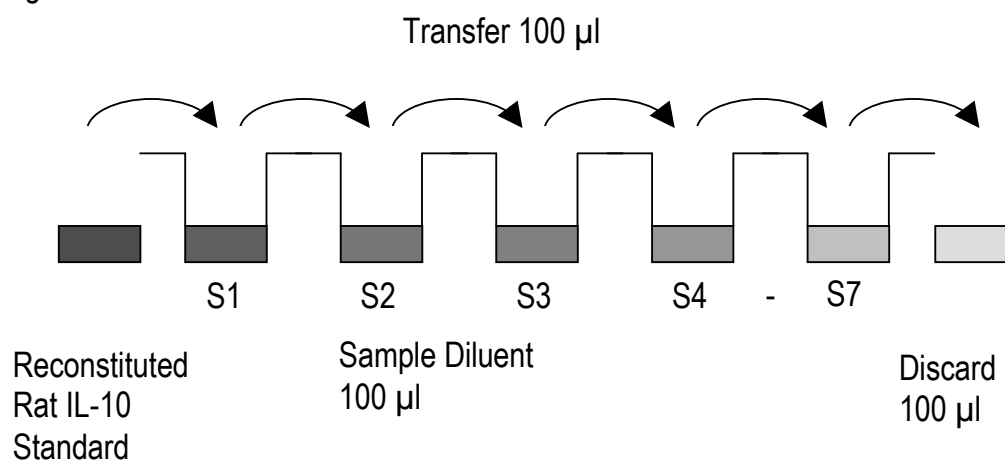 Transfer 100 µl
S1 S2 S3 S4 - S7
Reconstituted
Rat IL-10
Standard
Sample Diluent
100 µl
Discard
100 µl